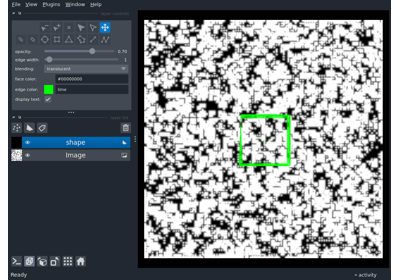 File View Plugins Window Help
opacity: 0.70
edge width: 1
blending: translucent
face color: #00000000
edge color: lime
display text:
shape
Image
Ready
activity